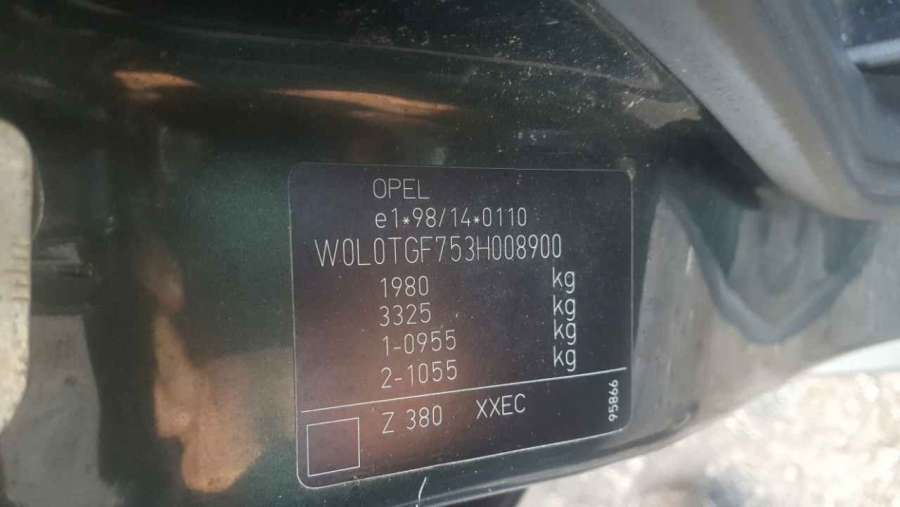 OPEL
e1*98/14*0110
W0L0TGF753H008900
1980 kg
3325 kg
1-0955 kg
2-1055 kg
Z 380 XXEC
95866